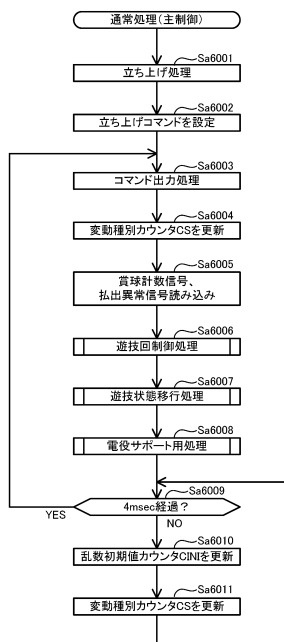 通常処理(主制御)
Sa6001
立ち上げ処理
Sa6002
立ち上げコマンドを設定
Sa6003
コマンド出力処理
Sa6004
変動種別カウンタCSを更新
Sa6005
賞球計数信号、
払出異常信号読み込み
Sa6006
遊技回制御処理
Sa6007
遊技状態移行処理
Sa6008
電役サポート用処理
Sa6009
4msec経過?
YES
NO
Sa6010
乱数初期値カウンタCINIを更新
Sa6011
変動種別カウンタCSを更新